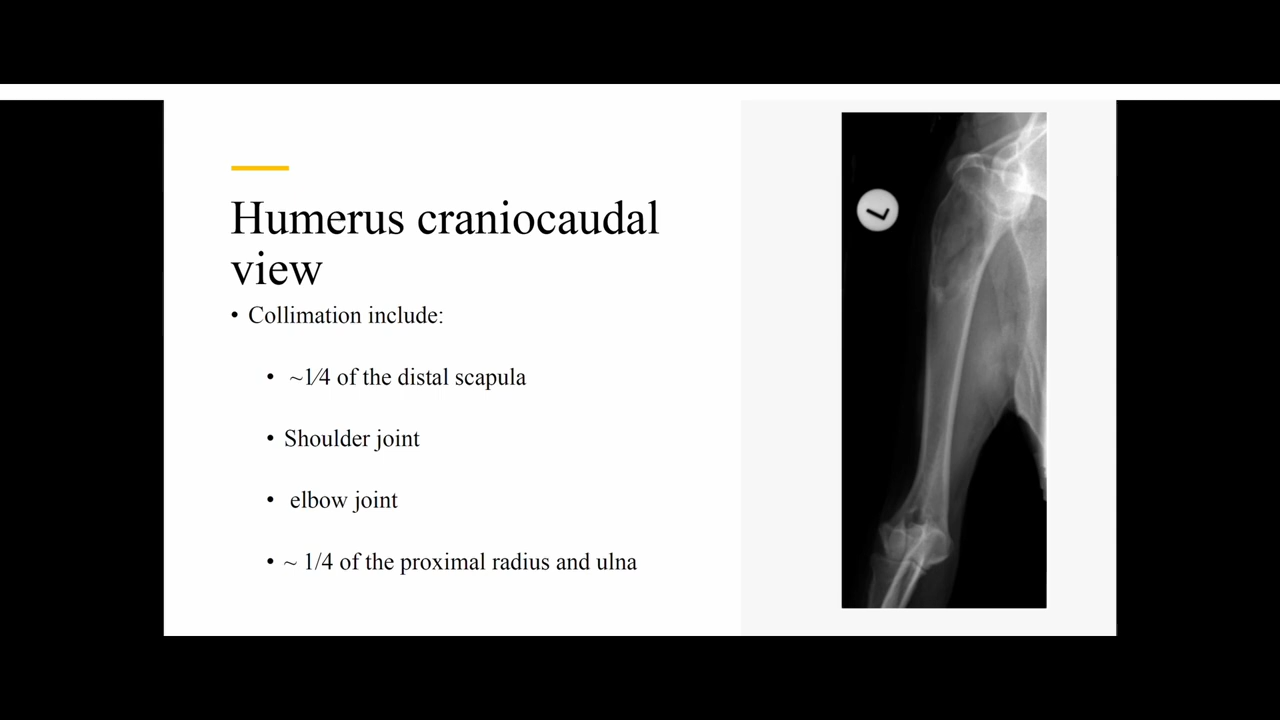 Humerus craniocaudal
view
• Collimation include:
• ~1⁄4 of the distal scapula
• Shoulder joint
• elbow joint
• ~ 1/4 of the proximal radius and ulna
L